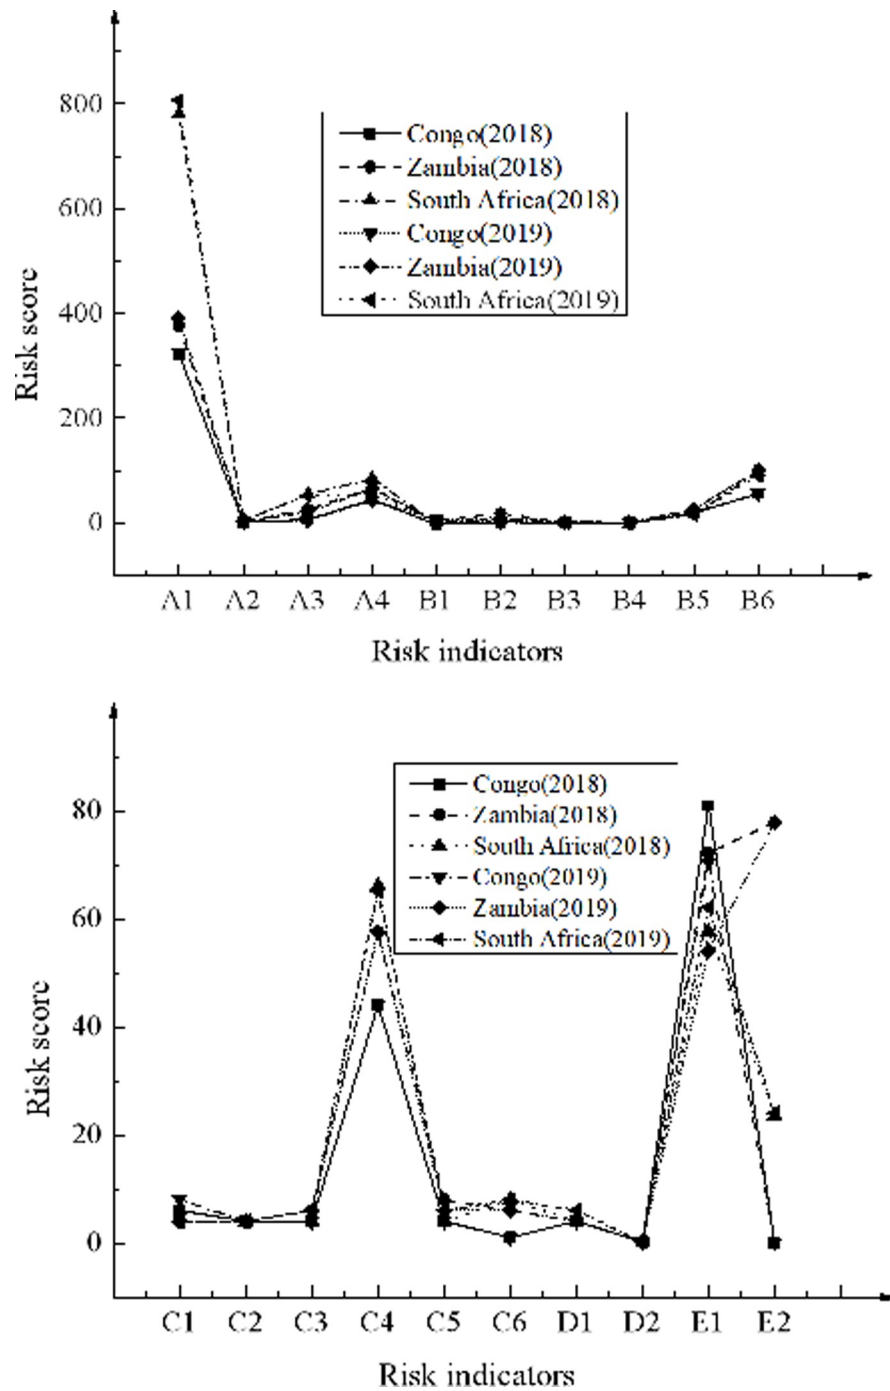 800
600
400
200
0
Risk score
Congo(2018)
Zambia(2018)
South Africa(2018)
Congo(2019)
Zambia(2019)
South Africa(2019)
A1 A2 A3 A4 B1 B2 B3 B4 B5 B6
Risk indicators
80
60
40
20
0
Risk score
Congo(2018)
Zambia(2018)
South Africa(2018)
Congo(2019)
Zambia(2019)
South Africa(2019)
C1 C2 C3 C4 C5 C6 D1 D2 E1 E2
Risk indicators